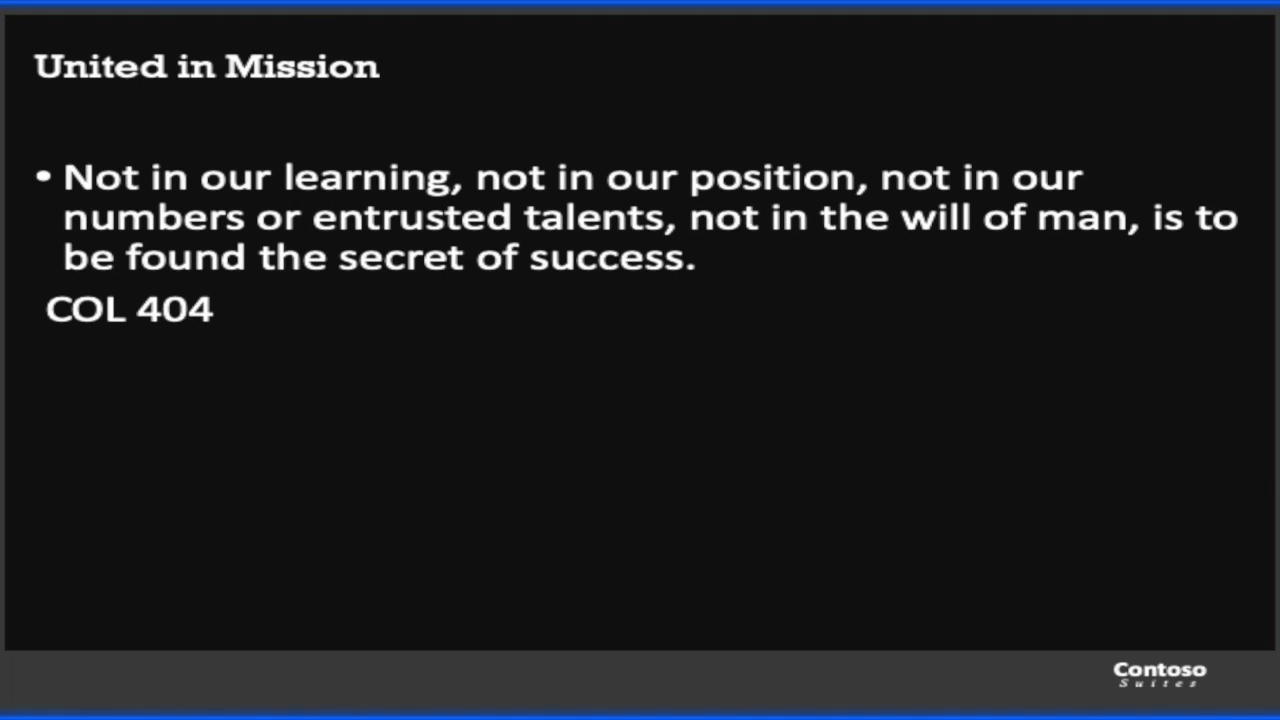 United in Mission
• Not in our learning, not in our position, not in our
numbers or entrusted talents, not in the will of man, is to
be found the secret of success.
COL 404
Contoso
Suites